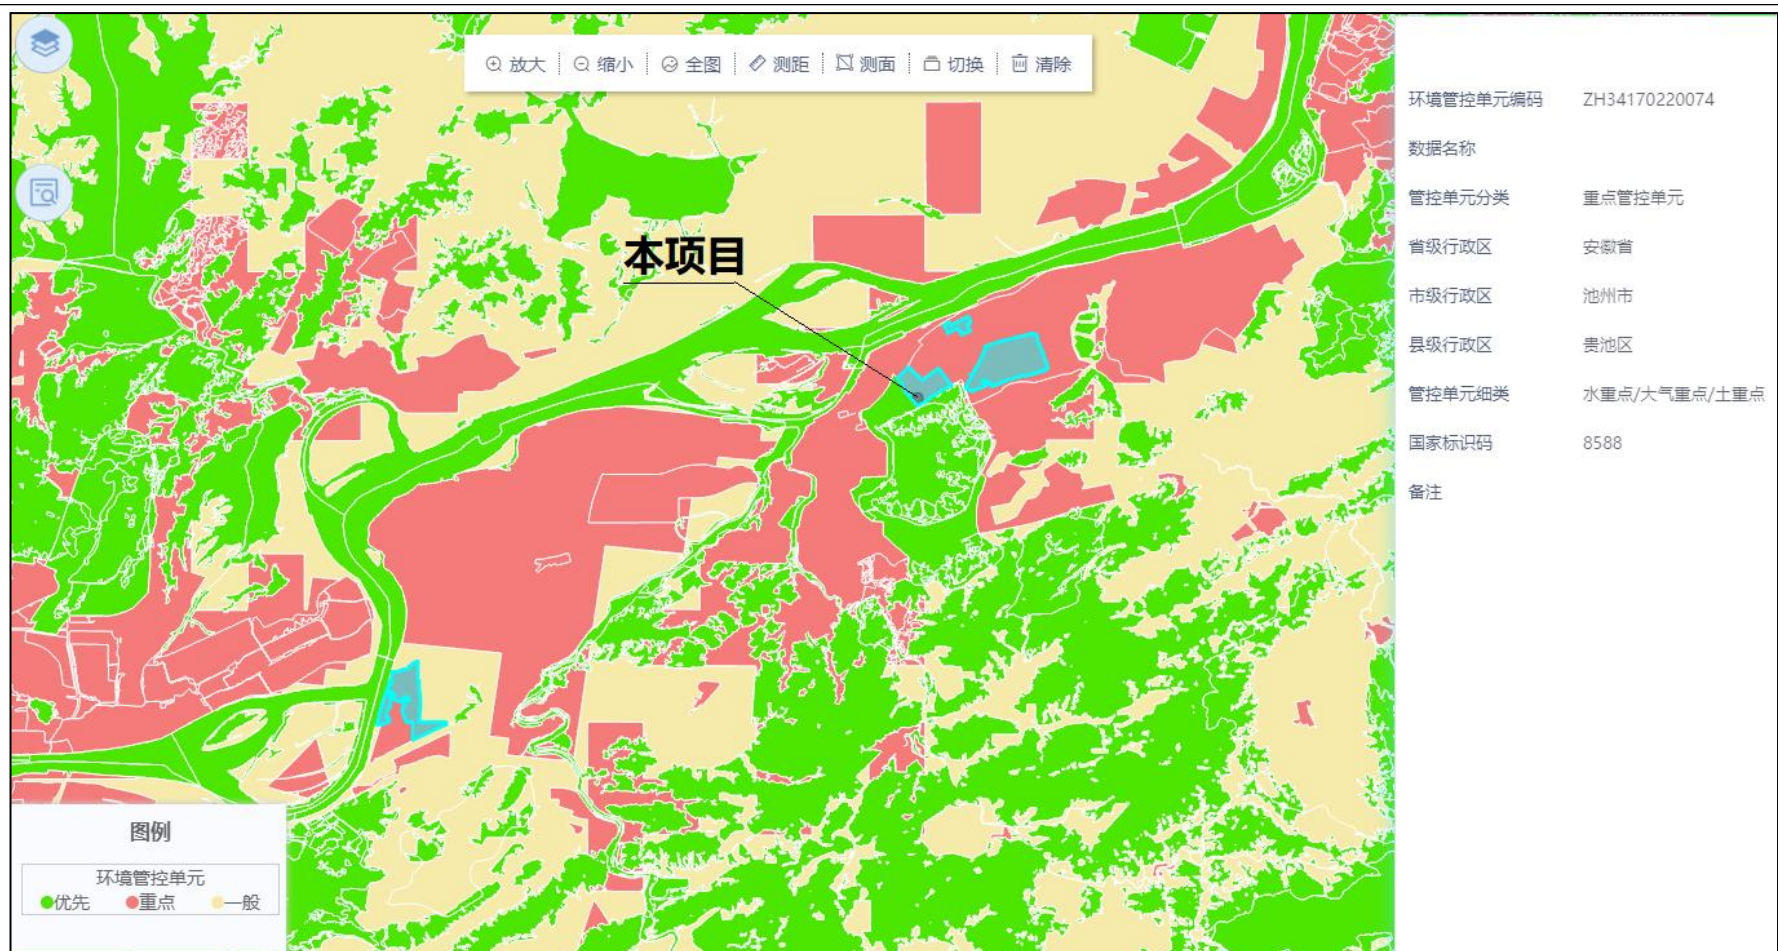 放大 缩小 全图 测距 测面 切换 清除
本项目
环境管控单元编码 ZH34170220074
数据名称
管控单元分类 重点管控单元
省级行政区 安徽省
市级行政区 池州市
县级行政区 贵池区
管控单元细类 水重点/大气重点/土重点
国家标识码 8588
备注
图例
环境管控单元
优先 重点 一般